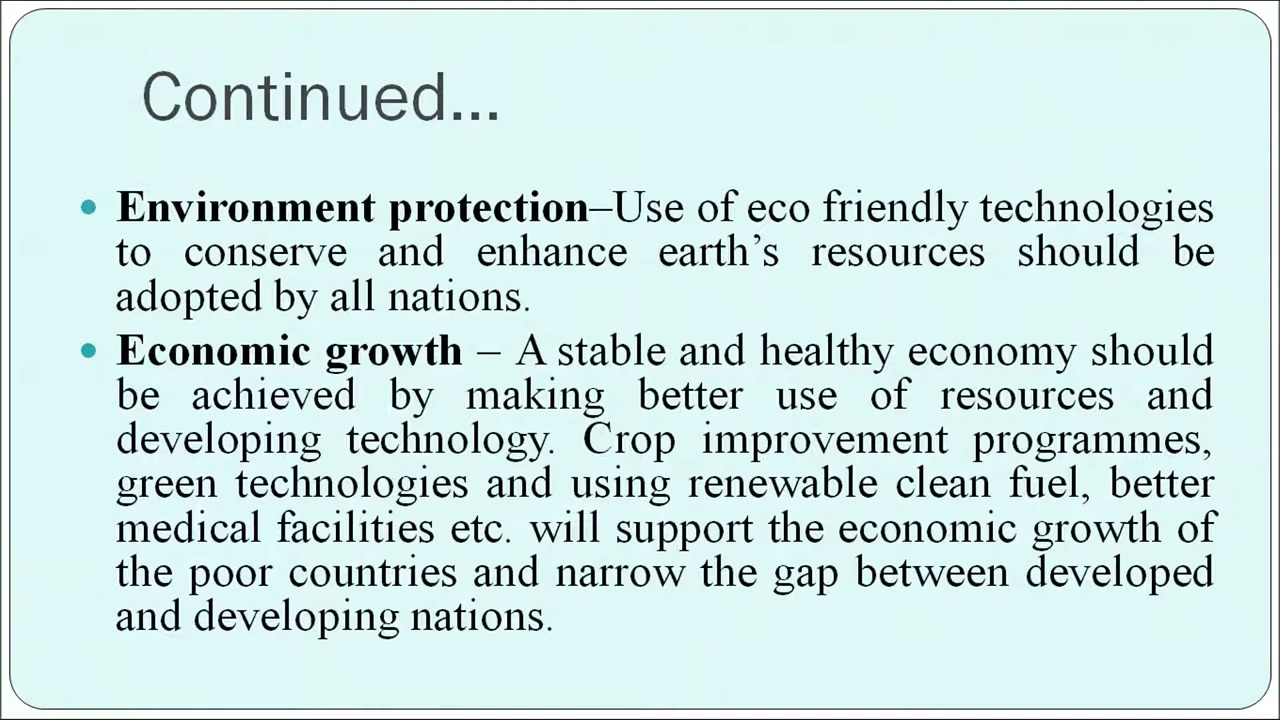 Continued...
• Environment protection–Use of eco friendly technologies
to conserve and enhance earth’s resources should be
adopted by all nations.
• Economic growth – A stable and healthy economy should
be achieved by making better use of resources and
developing technology. Crop improvement programmes,
green technologies and using renewable clean fuel, better
medical facilities etc. will support the economic growth of
the poor countries and narrow the gap between developed
and developing nations.